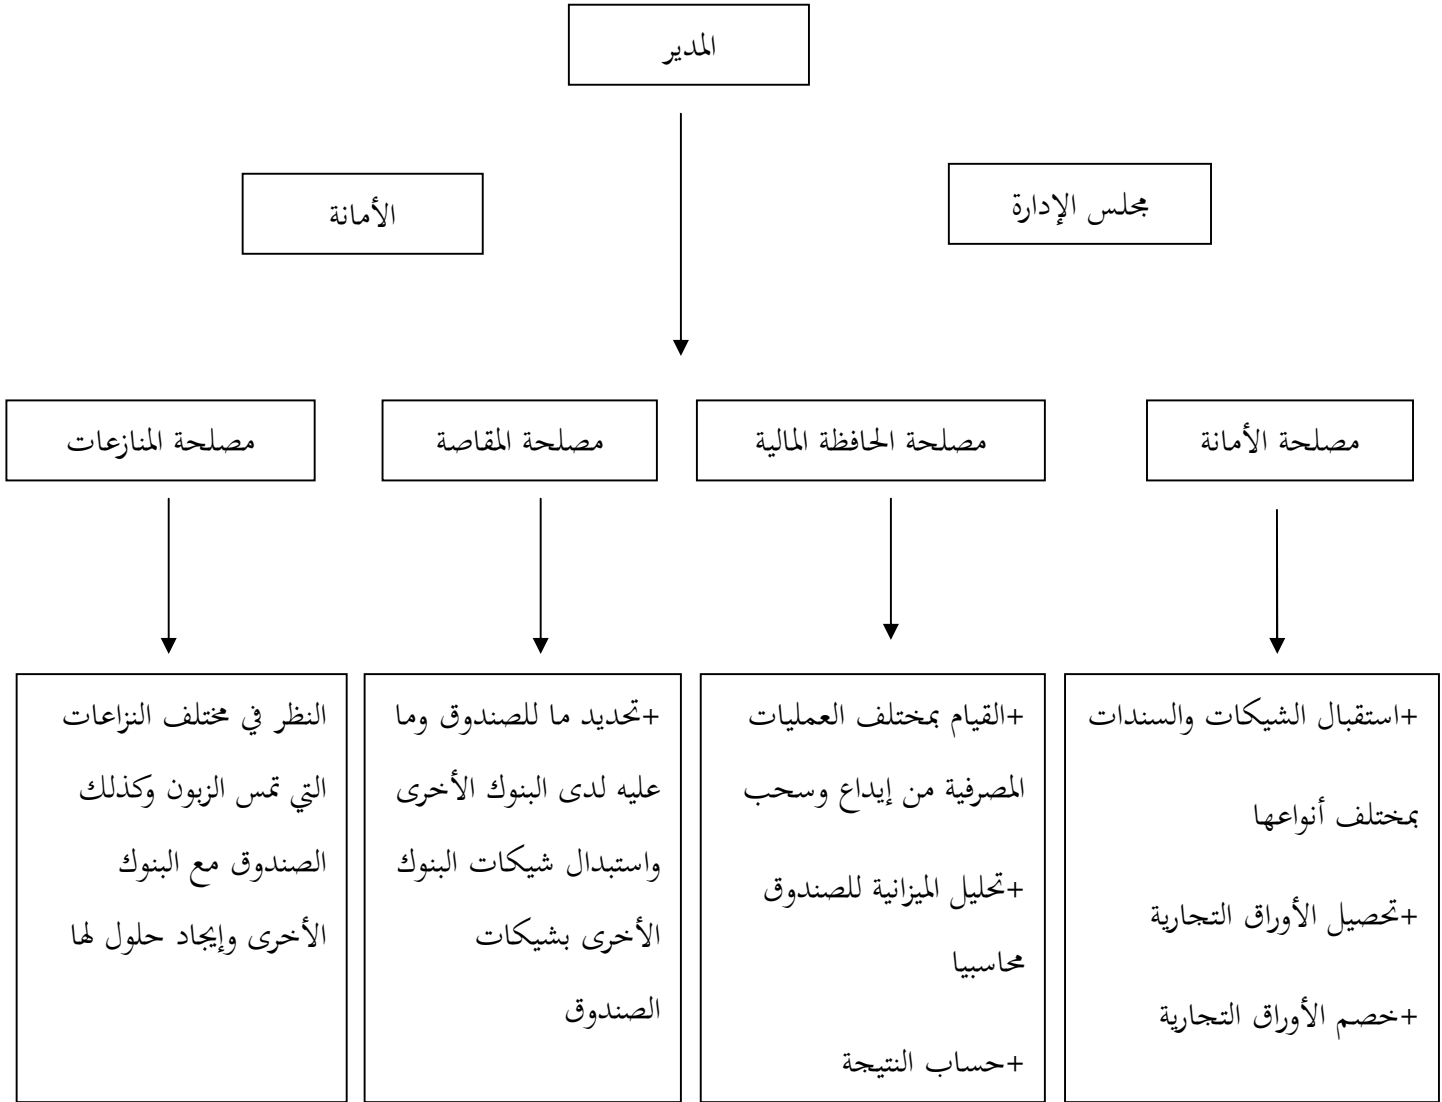 المدير
مجلس الإدارة
الأمانة
مصلحة الأمانة
مصلحة الحافظة المالية
مصلحة المقاصة
مصلحة المنازعات
+استقبال الشيكات والسندات
بمختلف أنواعها
+تحصيل الأوراق التجارية
+خصم الأوراق التجارية
+القيام بمختلف العمليات
المصرفية من إيداع وسحب
+تحليل الميزانية للصندوق
محاسبيا
+حساب النتيجة
+تحديد ما للصندوق وما
عليه لدى البنوك الأخرى
واستبدال شيكات البنوك
الأخرى بشيكات
الصندوق
النظر في مختلف النزاعات
التي تمس الزبون وكذلك
الصندوق مع البنوك
الأخرى وإيجاد حلول لها